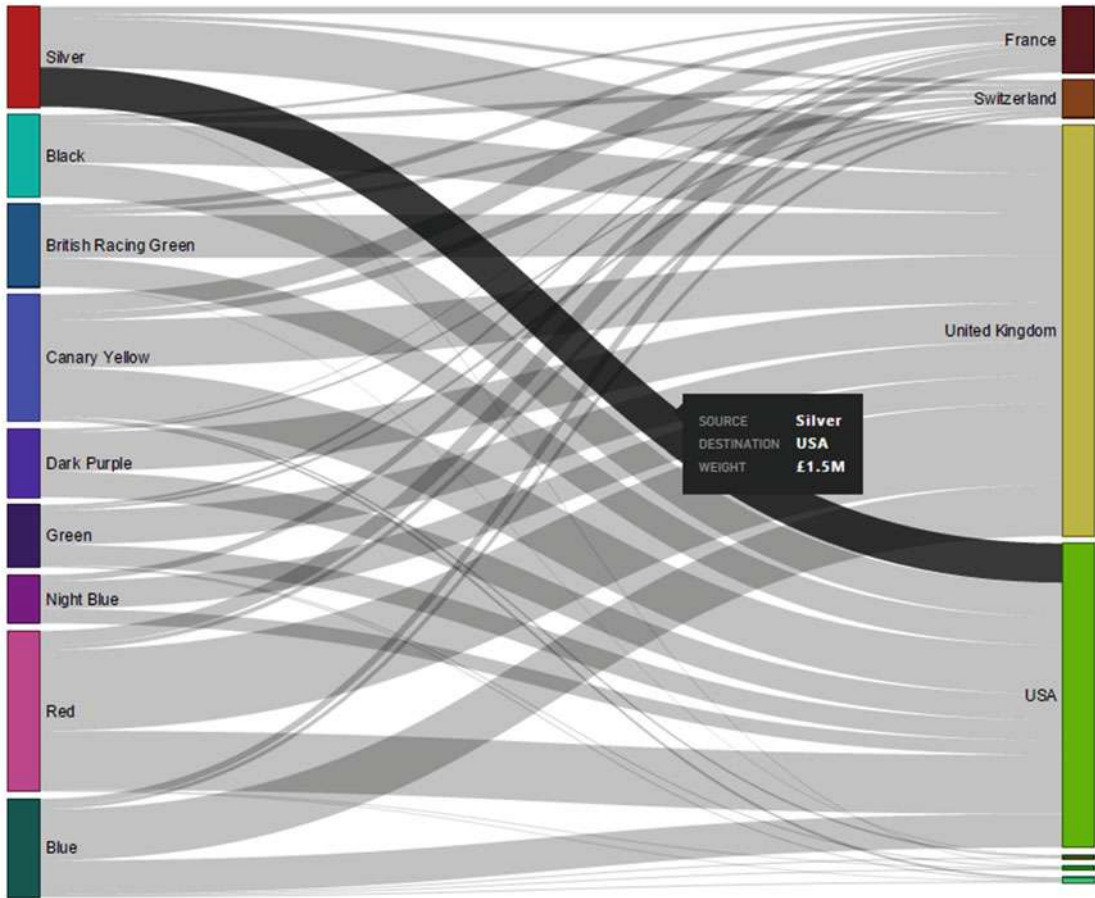 Silver
Black
British Racing Green
Canary Yellow
Dark Purple
Green
Night Blue
Red
Blue
SOURCE Silver
DESTINATION USA
WEIGHT £1.5M
France
Switzerland
United Kingdom
USA